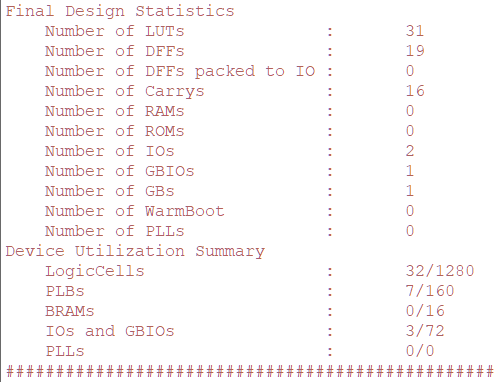 Final Design Statistics
Number of LUTs : 31
Number of DFFs : 19
Number of DFFs packed to IO : 0
Number of Carrys : 16
Number of RAMs : 0
Number of ROMs : 0
Number of IOs : 2
Number of GBIOs : 1
Number of GBs : 1
Number of WarmBoot : 0
Number of PLLs : 0
Device Utilization Summary
LogicCells : 32/1280
PLBs : 7/160
BRAMs : 0/16
IOs and GBIOs : 3/72
PLLs : 0/0
#################################################